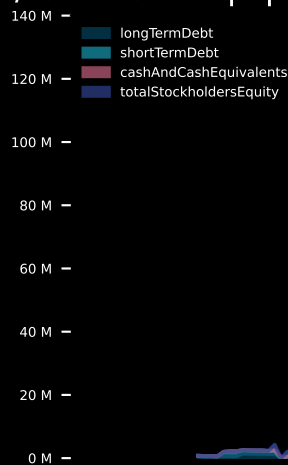 140 M
longTermDebt
shortTermDebt
120 M
cashAndCashEquivalents
totalStockholdersEquity
100 M
80 M
60 M
40 M
20 M
0 M